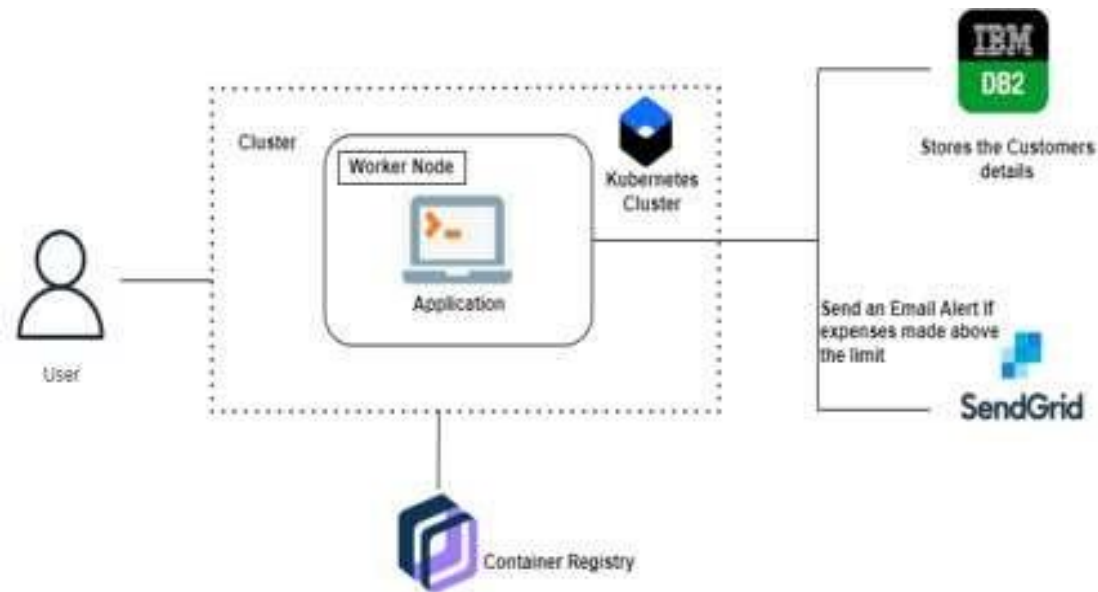 IBM
DB2
Stores the Customers
details
Cluster
Worker Node
Kubernetes
Cluster
Application
User
Send an Email Alert If
expenses made above
the limit
SendGrid
Container Registry